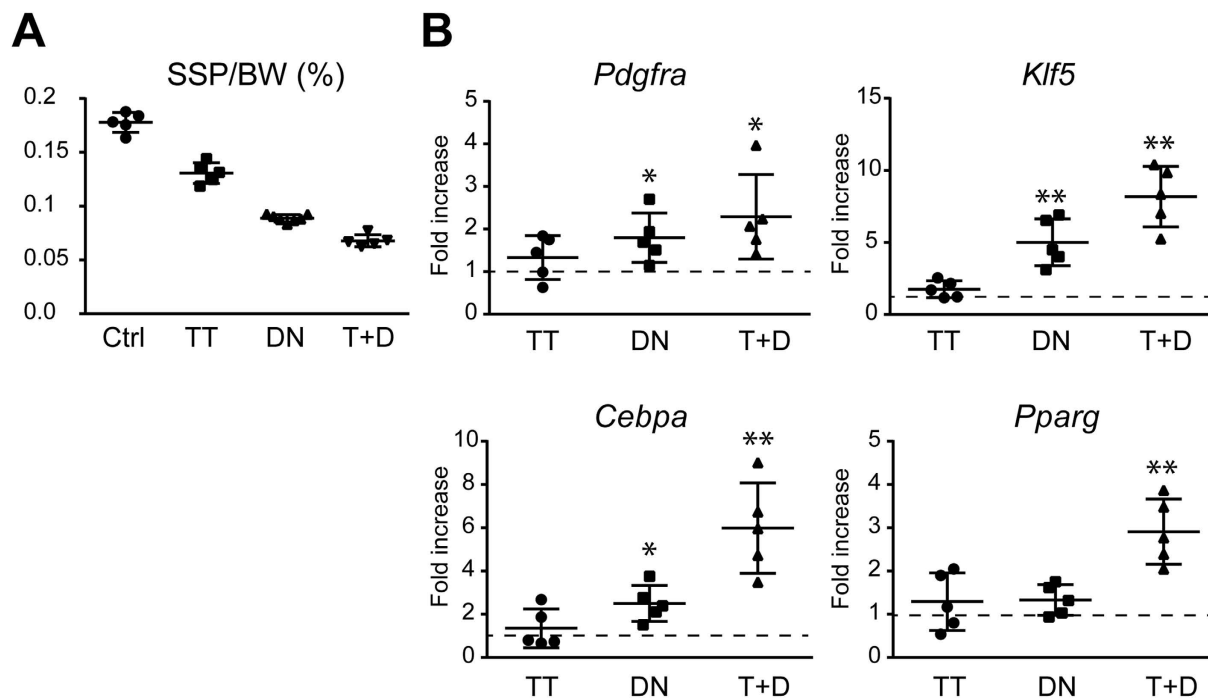 A
SSP/BW (%)
0.2
0.15
0.1
0.05
0.0
Ctrl TT DN T+D
B
Pdgfra
Fold increase
5
4
3
2
1
0
*
*
TT DN T+D
Klf5
Fold increase
15
10
5
0
**
**
TT DN T+D
Cebpa
Fold increase
10
8
6
4
2
0
*
**
TT DN T+D
Pparg
Fold increase
5
4
3
2
1
0
**
TT DN T+D